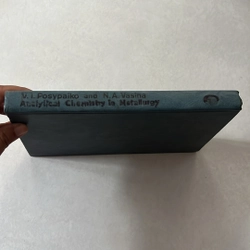 V.I. Posypaiko and N.A. Vasina
Analytical Chemistry in Metallurgy